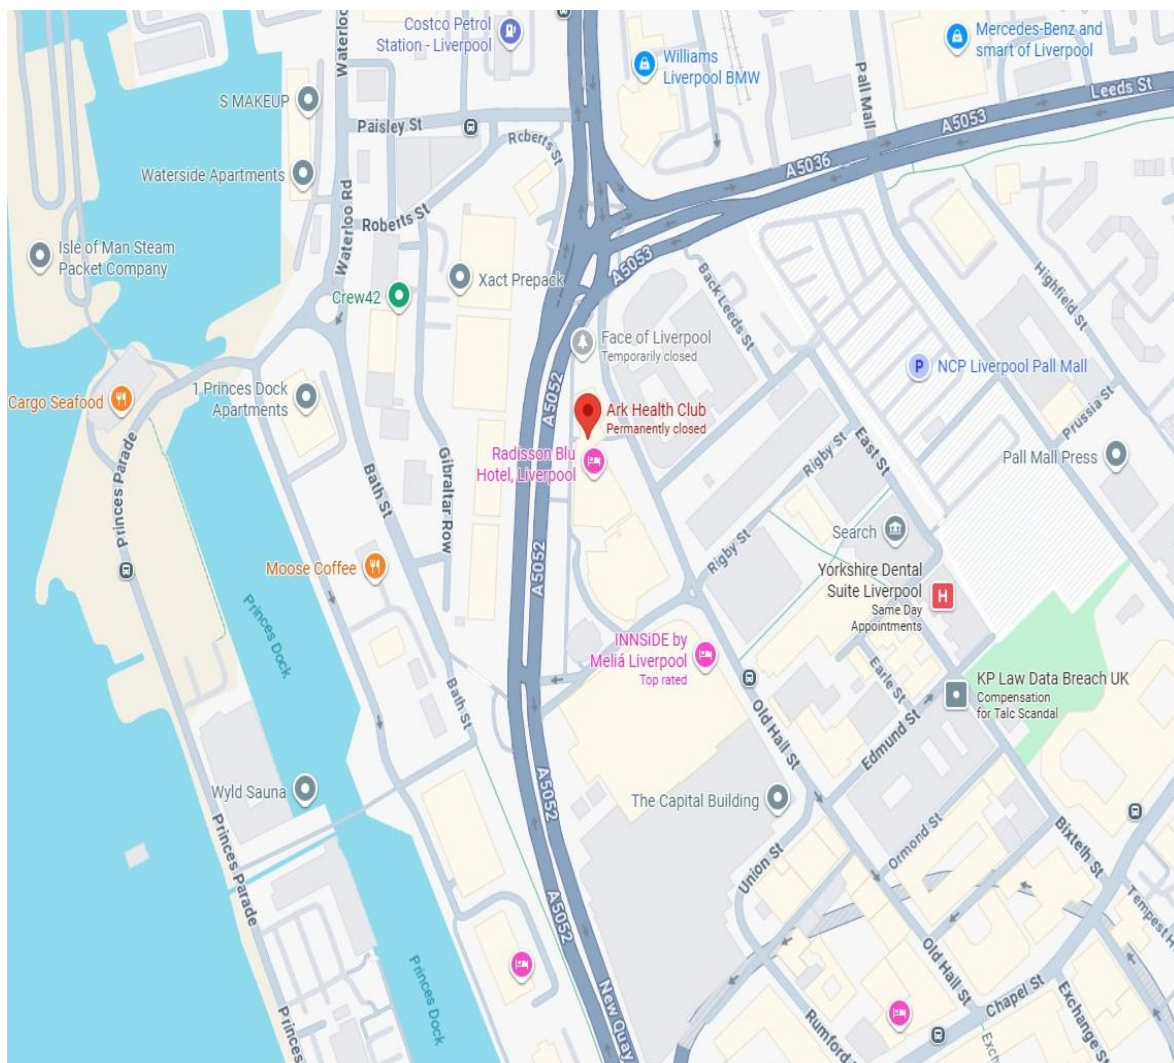 Costco Petrol
Station - Liverpool
Waterloo
Williams
Liverpool BMW
Pall Mall
Mercedes-Benz and
smart of Liverpool
Leeds St
A5053
S MAKEUP
Paisley St
Roberts St
A5036
Waterside Apartments
Roberts St
Waterloo Rd
Isle of Man Steam
Packet Company
Crew42
Xact Prepack
A5053
Back Leeds St
Highfield St
Face of Liverpool
Temporarily closed
P
NCP Liverpool Pall Mall
Cargo Seafood
1 Princes Dock
Apartments
A5052
Ark Health Club
Permanently closed
Prussia St
Radisson Blu
Hotel, Liverpool
Rigby St
East St
Pall Mall Press
Princes Parade
Bath St
Gibraltar Row
Search
Rigby St
Moose Coffee
A5052
Yorkshire Dental
Suite Liverpool
Same Day
Appointments
H
Princes Dock
Princes Dock
INNSiDE by
Meliá Liverpool
Top rated
Earle St
KP Law Data Breach UK
Compensation
for Talc Scandal
Bath St
Old Hall St
Edmund St
Wyld Sauna
A5052
The Capital Building
Ormond St
Bixteth St
Princes Parade
Union St
A5052
Tempest H
Princes Dock
Princes Dock
Old Hall St
Chapel St
Exchange St
New Quay
Rumford
Princes
Exc